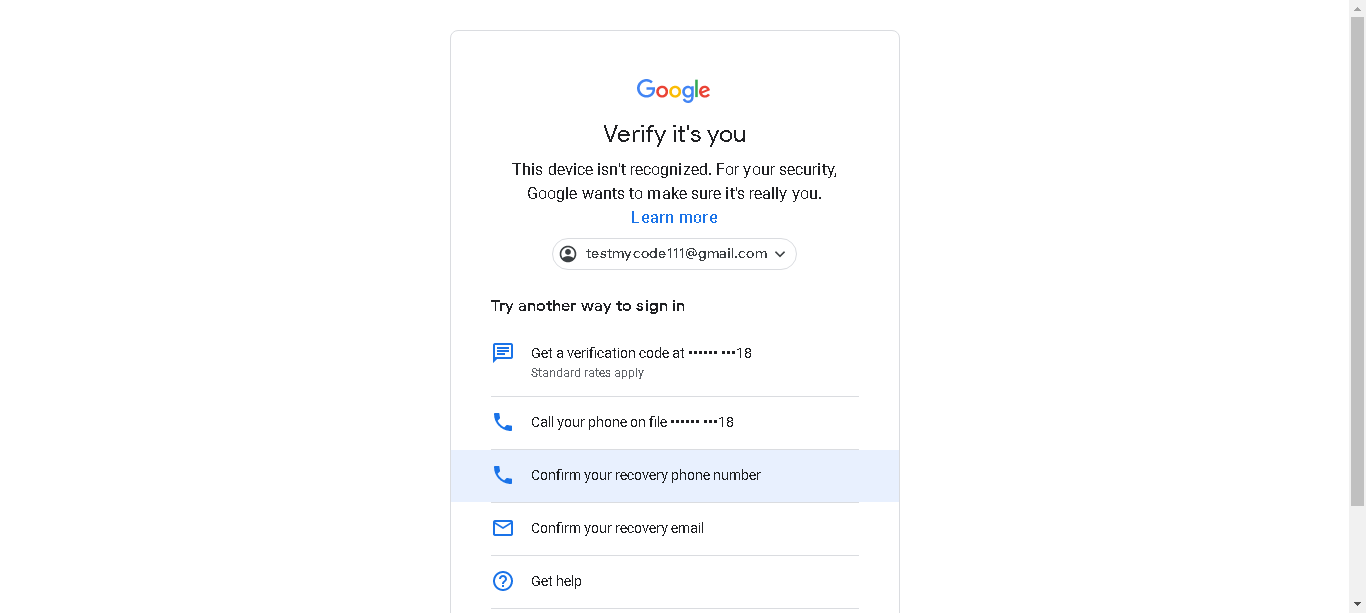 Google
Verify it's you
This device isn't recognized. For your security,
Google wants to make sure it's really you.
Learn more
testmycode111@gmail.com
Try another way to sign in
Get a verification code at •••••• •••18
Standard rates apply
Call your phone on file •••••• •••18
Confirm your recovery phone number
Confirm your recovery email
Get help